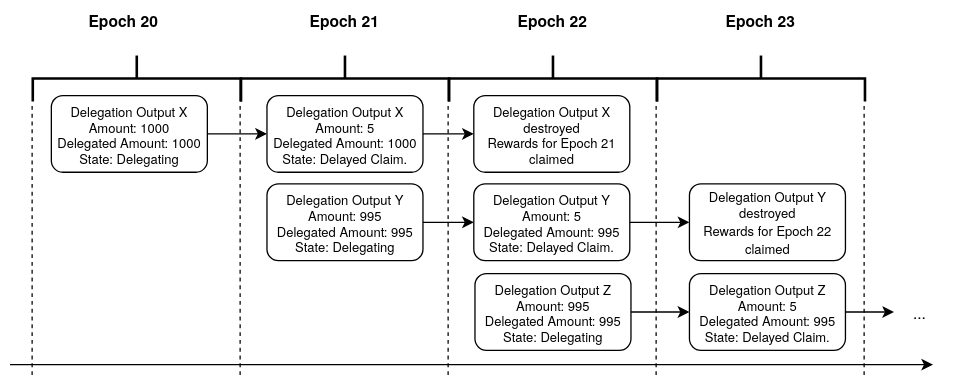 Epoch 20
Epoch 21
Epoch 22
Epoch 23
Delegation Output X
Amount: 1000
Delegated Amount: 1000
State: Delegating
Delegation Output X
Amount: 5
Delegated Amount: 1000
State: Delayed Claim.
Delegation Output X
destroyed
Rewards for Epoch 21
claimed
Delegation Output Y
Amount: 995
Delegated Amount: 995
State: Delegating
Delegation Output Y
Amount: 5
Delegated Amount: 995
State: Delayed Claim.
Delegation Output Y
destroyed
Rewards for Epoch 22
claimed
Delegation Output Z
Amount: 995
Delegated Amount: 995
State: Delegating
Delegation Output Z
Amount: 5
Delegated Amount: 995
State: Delayed Claim.
...